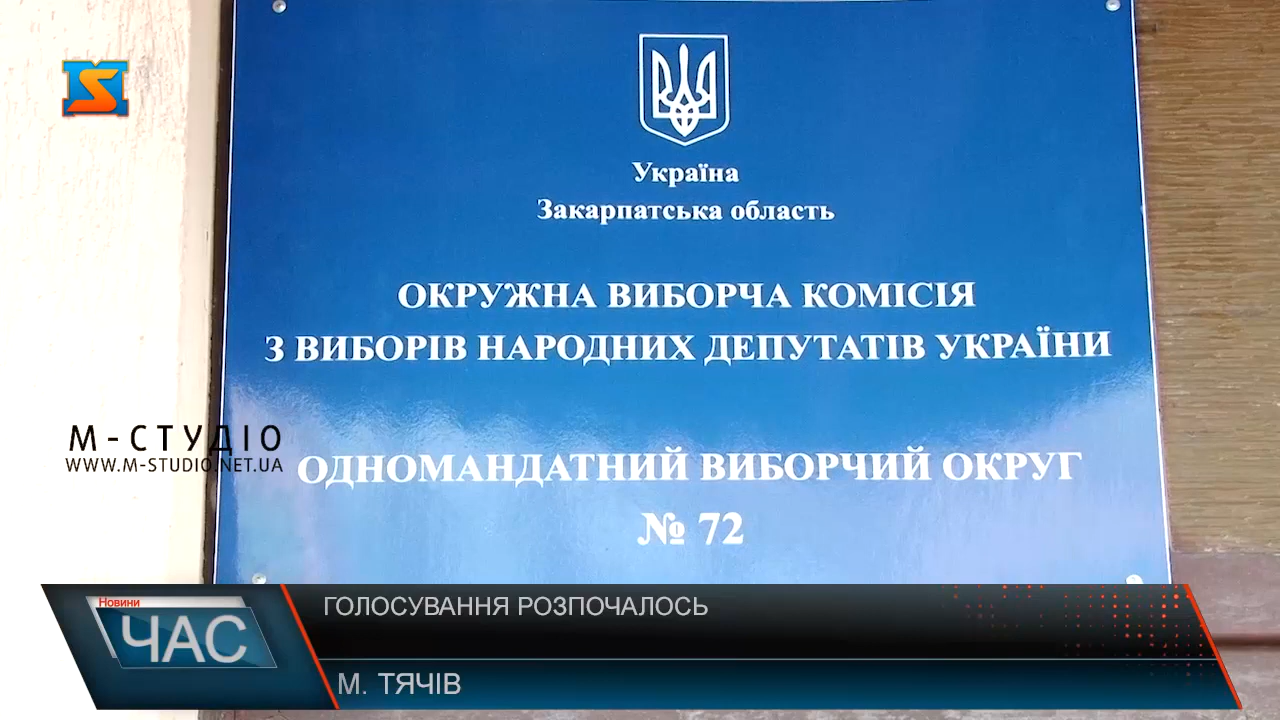 Україна
Закарпатська область
ОКРУЖНА ВИБОРЧА КОМІСІЯ
З ВИБОРІВ НАРОДНИХ ДЕПУТАТІВ УКРАЇНИ
М-СТУДІО
WWW.M-STUDIO.NET.UA
ОДНОМАНДАТНИЙ ВИБОРЧИЙ ОКРУГ
№ 72
Новини
ЧАС
ГОЛОСУВАННЯ РОЗПОЧАЛОСЬ
М. ТЯЧІВ